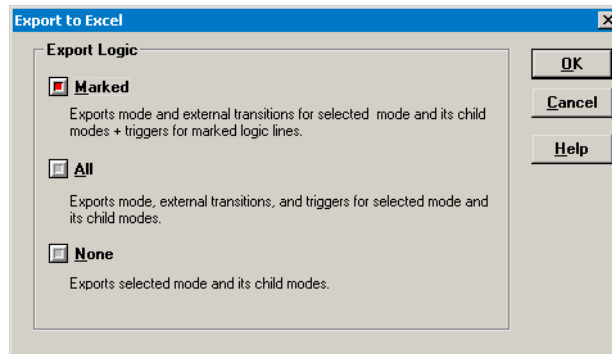 Export to Excel
Export Logic
Marked
Exports mode and external transitions for selected mode and its child
modes + triggers for marked logic lines.
All
Exports mode, external transitions, and triggers for selected mode and
its child modes.
None
Exports selected mode and its child modes.
OK
Cancel
Help